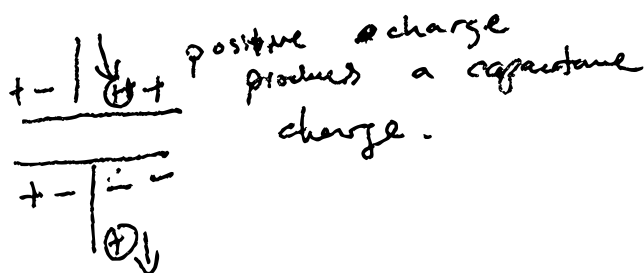 positive charge
produces a capacitance
charge.
+ - + +
+ - - -
+